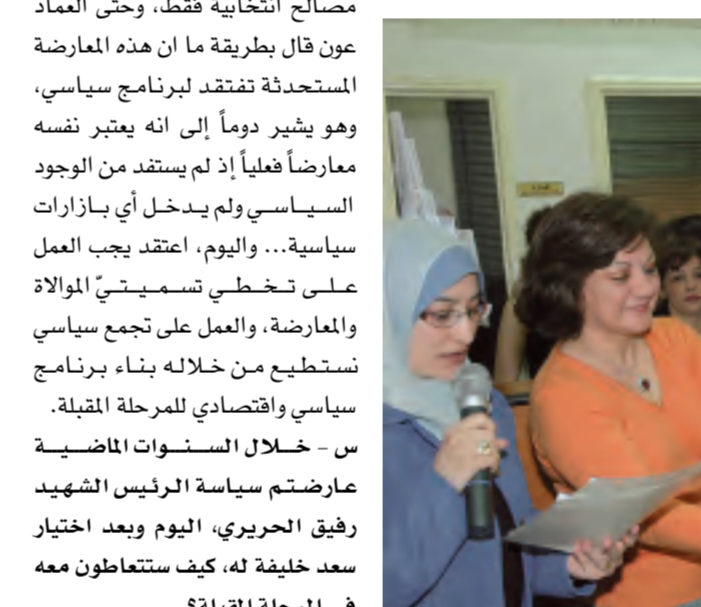 مصالح انتخابية فقط، وحتى العماد
عون قال بطريقة ما ان هذه المعارضة
المستحدثة تفتقد لبرنامج سياسي،
وهو يشير دوماً إلى انه يعتبر نفسه
معارضاً فعلياً إذ لم يستفد من الوجود
السياسي ولم يدخل أي بازارات
سياسية... واليوم، اعتقد يجب العمل
على تخطي تسميتيّ الموالاة
والمعارضة، والعمل على تجمع سياسي
نستطيع من خلاله بناء برنامج
سياسي واقتصادي للمرحلة المقبلة.
س - خلال السنوات الماضية
عارضتم سياسة الرئيس الشهيد
رفيق الحريري، اليوم وبعد اختيار
سعد خليفة له، كيف ستتعاطون معه
في المرحلة المقبلة؟